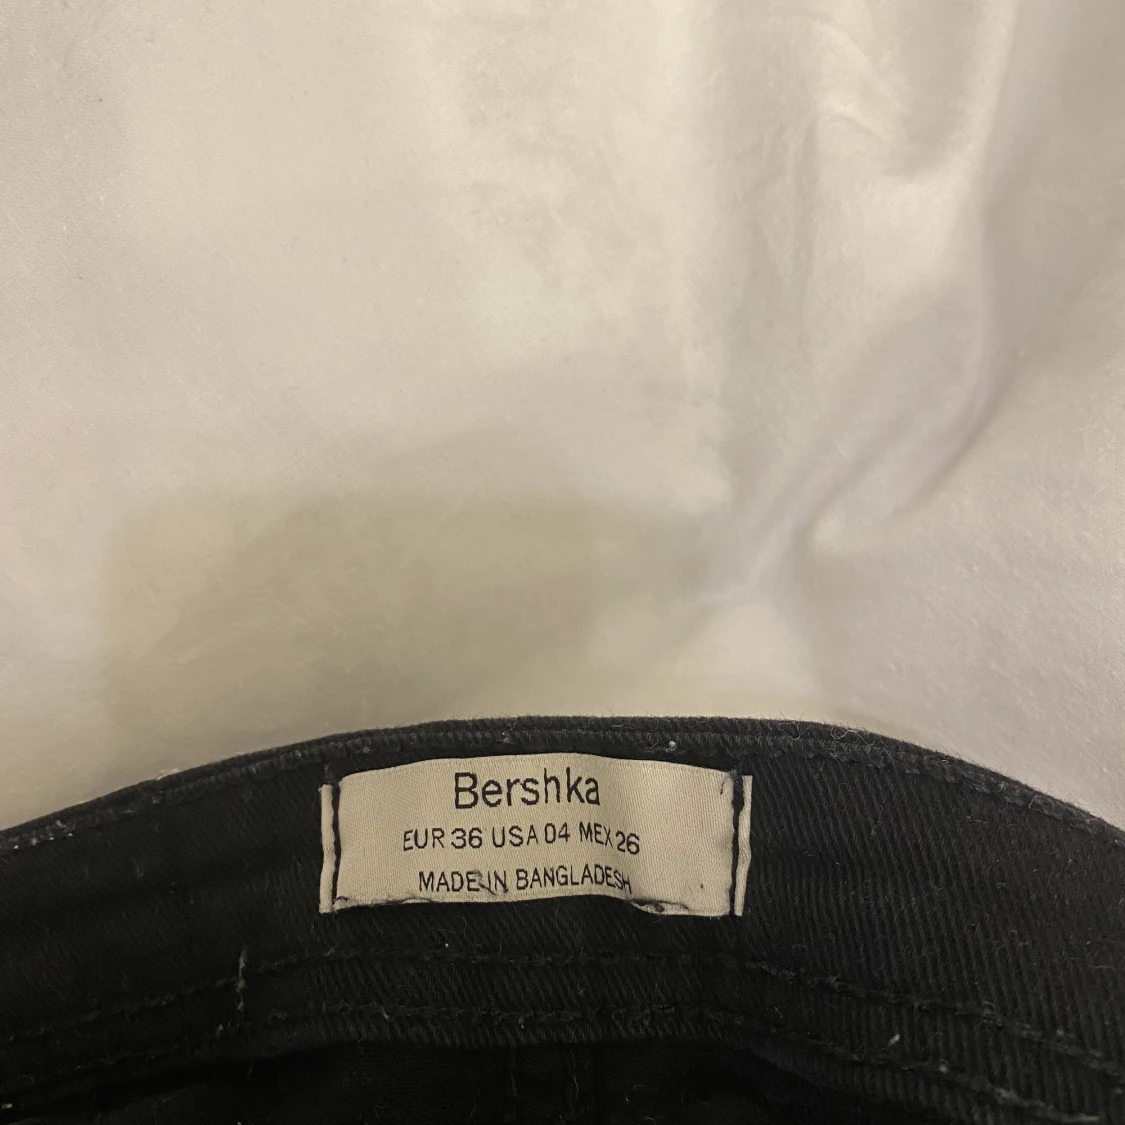 Bershka
EUR 36 USA 04 MEX 26
MADE IN BANGLADESH